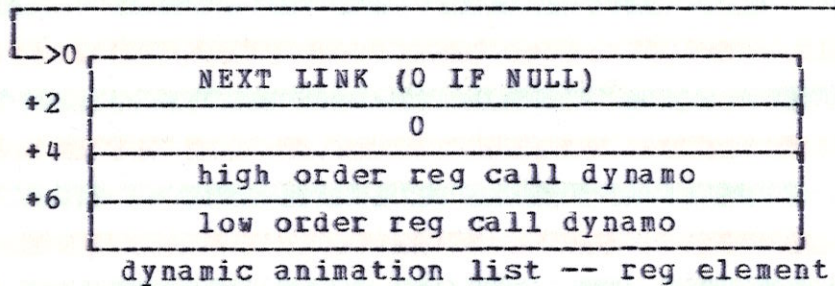 ->0
NEXT LINK (0 IF NULL)
+2
0
+4
high order reg call dynamo
+6
low order reg call dynamo
dynamic animation list -- reg element